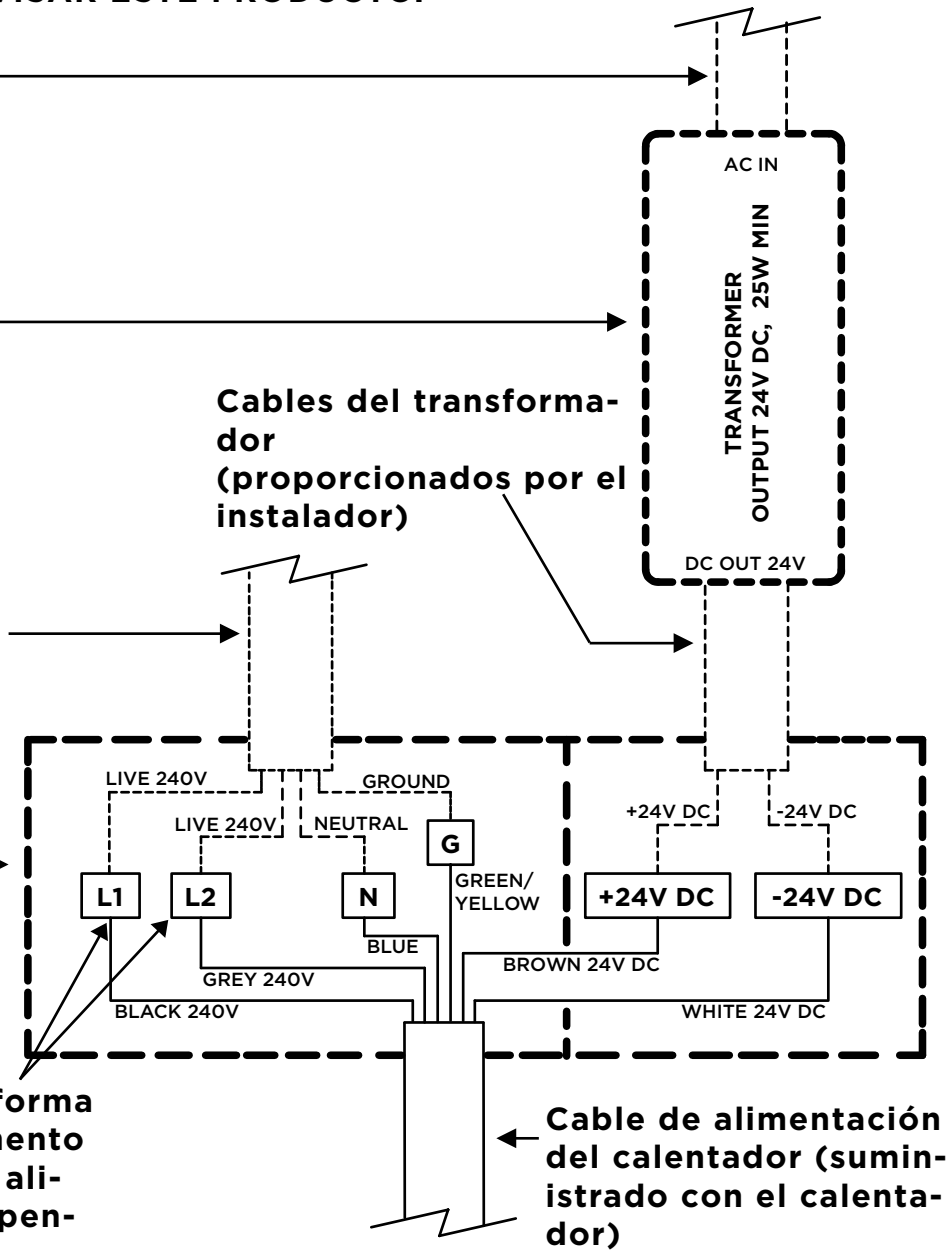 ESTE PRODUCTO.
AC IN
TRANSFORMER
OUTPUT 24V DC, 25W MIN
DC OUT 24V
Cables del transforma-
dor
(proporcionados por el
instalador)
LIVE 240V
GROUND
LIVE 240V
NEUTRAL
+24V DC
-24V DC
G
L1
L2
N
GREEN/
YELLOW
+24V DC
-24V DC
BLUE
BROWN 24V DC
GREY 240V
BLACK 240V
WHITE 24V DC
forma
mento
ali-
pen-
Cable de alimentación
del calentador (sumin-
istrado con el calenta-
dor)